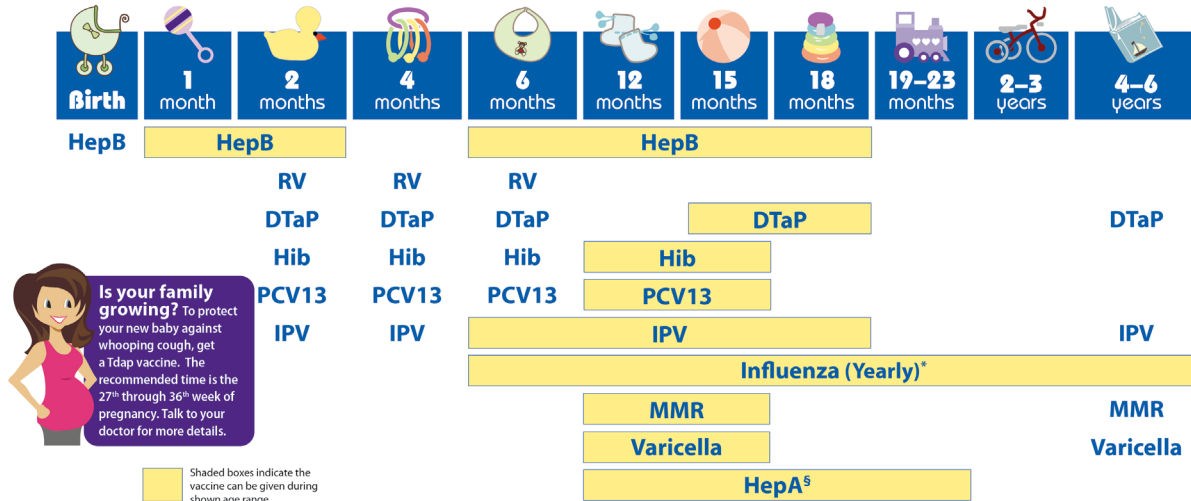 Birth
1
month
2
months
4
months
6
months
12
months
15
months
18
months
19–23
months
2–3
years
4–6
years
HepB HepB HepB
RV RV RV
DTaP DTaP DTaP DTaP DTaP
Hib Hib Hib Hib
PCV13 PCV13 PCV13 PCV13
IPV IPV IPV IPV
Influenza (Yearly)*
MMR MMR
Varicella Varicella
HepA§
Is your family
growing? To protect
your new baby against
whooping cough, get
a Tdap vaccine. The
recommended time is the
27th through 36th week of
pregnancy. Talk to your
doctor for more details.
Shaded boxes indicate the
vaccine can be given during
shown age range